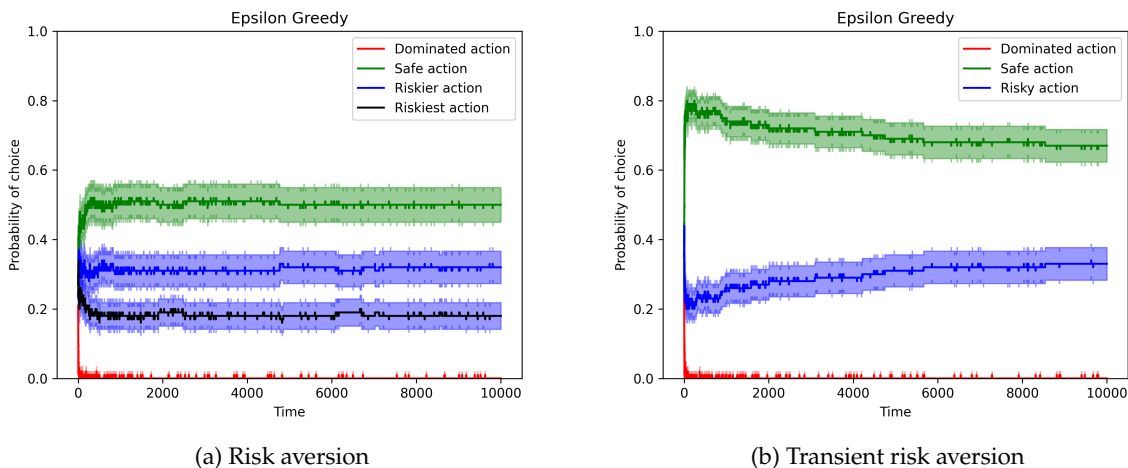 Epsilon Greedy
1.0
0.8
0.6
0.4
0.2
0.0
Probability of choice
0
2000
4000
6000
8000
10000
Time
Dominated action
Safe action
Riskier action
Riskiest action
(a) Risk aversion
Epsilon Greedy
1.0
0.8
0.6
0.4
0.2
0.0
Probability of choice
0
2000
4000
6000
8000
10000
Time
Dominated action
Safe action
Risky action
(b) Transient risk aversion